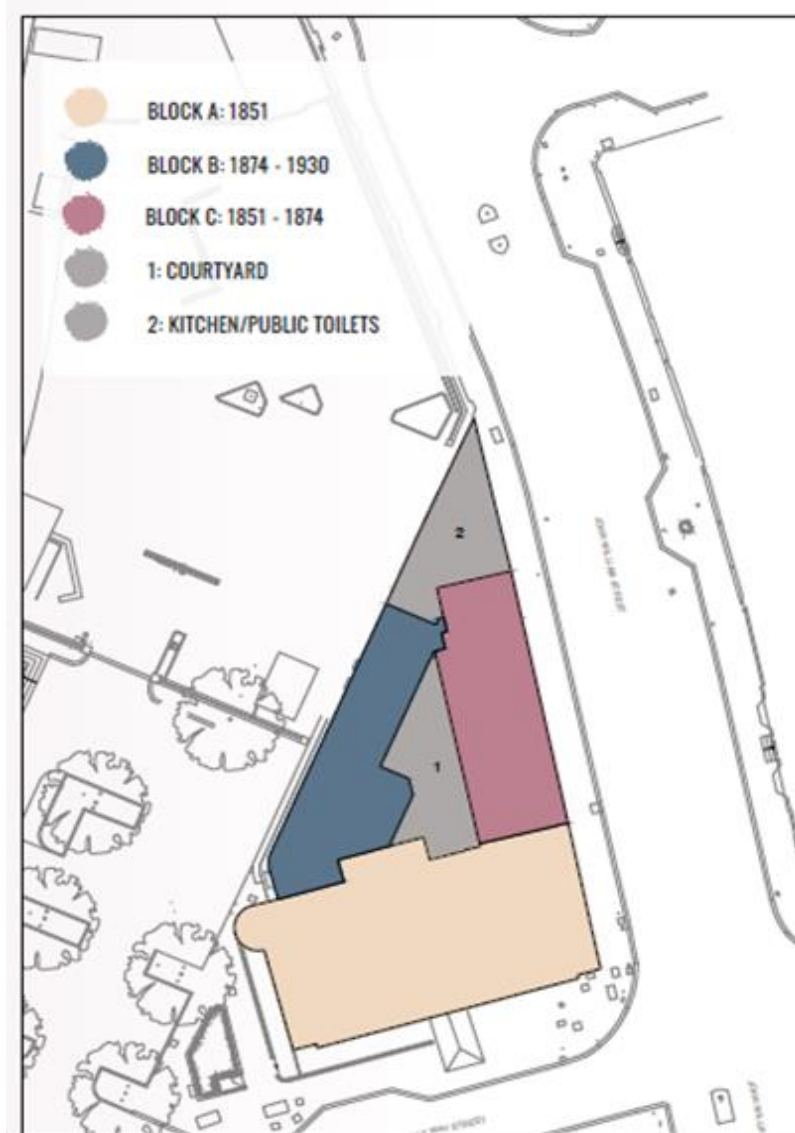 BLOCK A: 1851
BLOCK B: 1874 - 1930
BLOCK C: 1851 - 1874
1: COURTYARD
2: KITCHEN/PUBLIC TOILETS
2
1